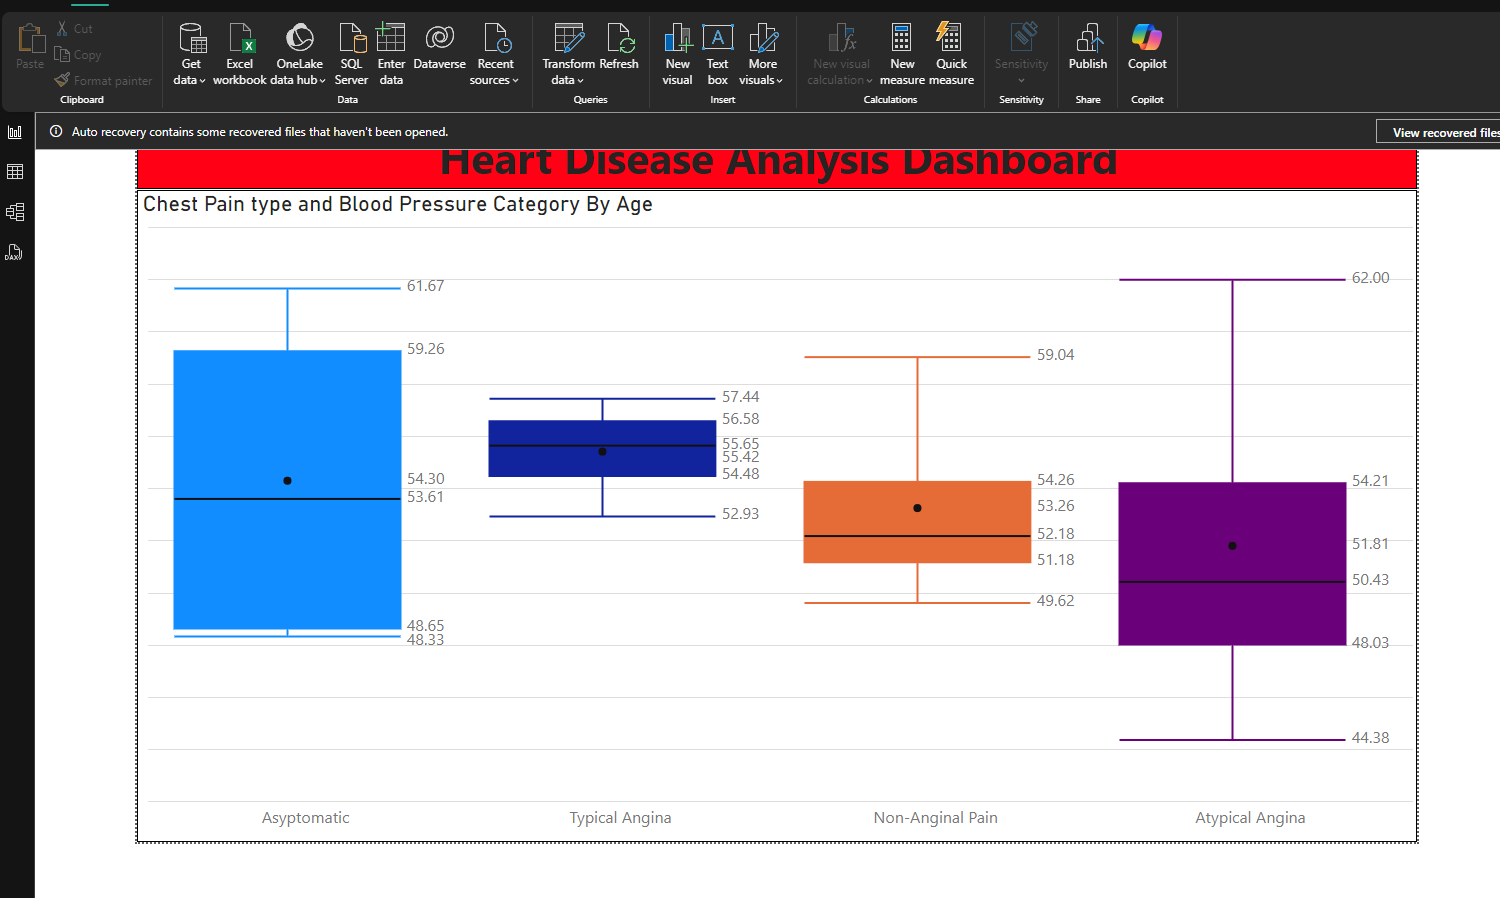 Paste
Cut
Copy
Format painter
Clipboard
Get data
Excel workbook
OneLake data hub
SQL Server
Enter data
Dataverse
Recent sources
Data
Transform data
Refresh
Queries
New visual
Text box
More visuals
Insert
New visual calculation
New measure
Quick measure
Calculations
Sensitivity
Sensitivity
Publish
Share
Copilot
Copilot
Auto recovery contains some recovered files that haven't been opened.
View recovered files
DAX
Heart Disease Analysis Dashboard
Chest Pain type and Blood Pressure Category By Age
61.67
59.26
54.30
53.61
48.65
48.33
57.44
56.58
55.65
55.42
54.48
52.93
59.04
54.26
53.26
52.18
51.18
49.62
62.00
54.21
51.81
50.43
48.03
44.38
Asyptomatic
Typical Angina
Non-Anginal Pain
Atypical Angina